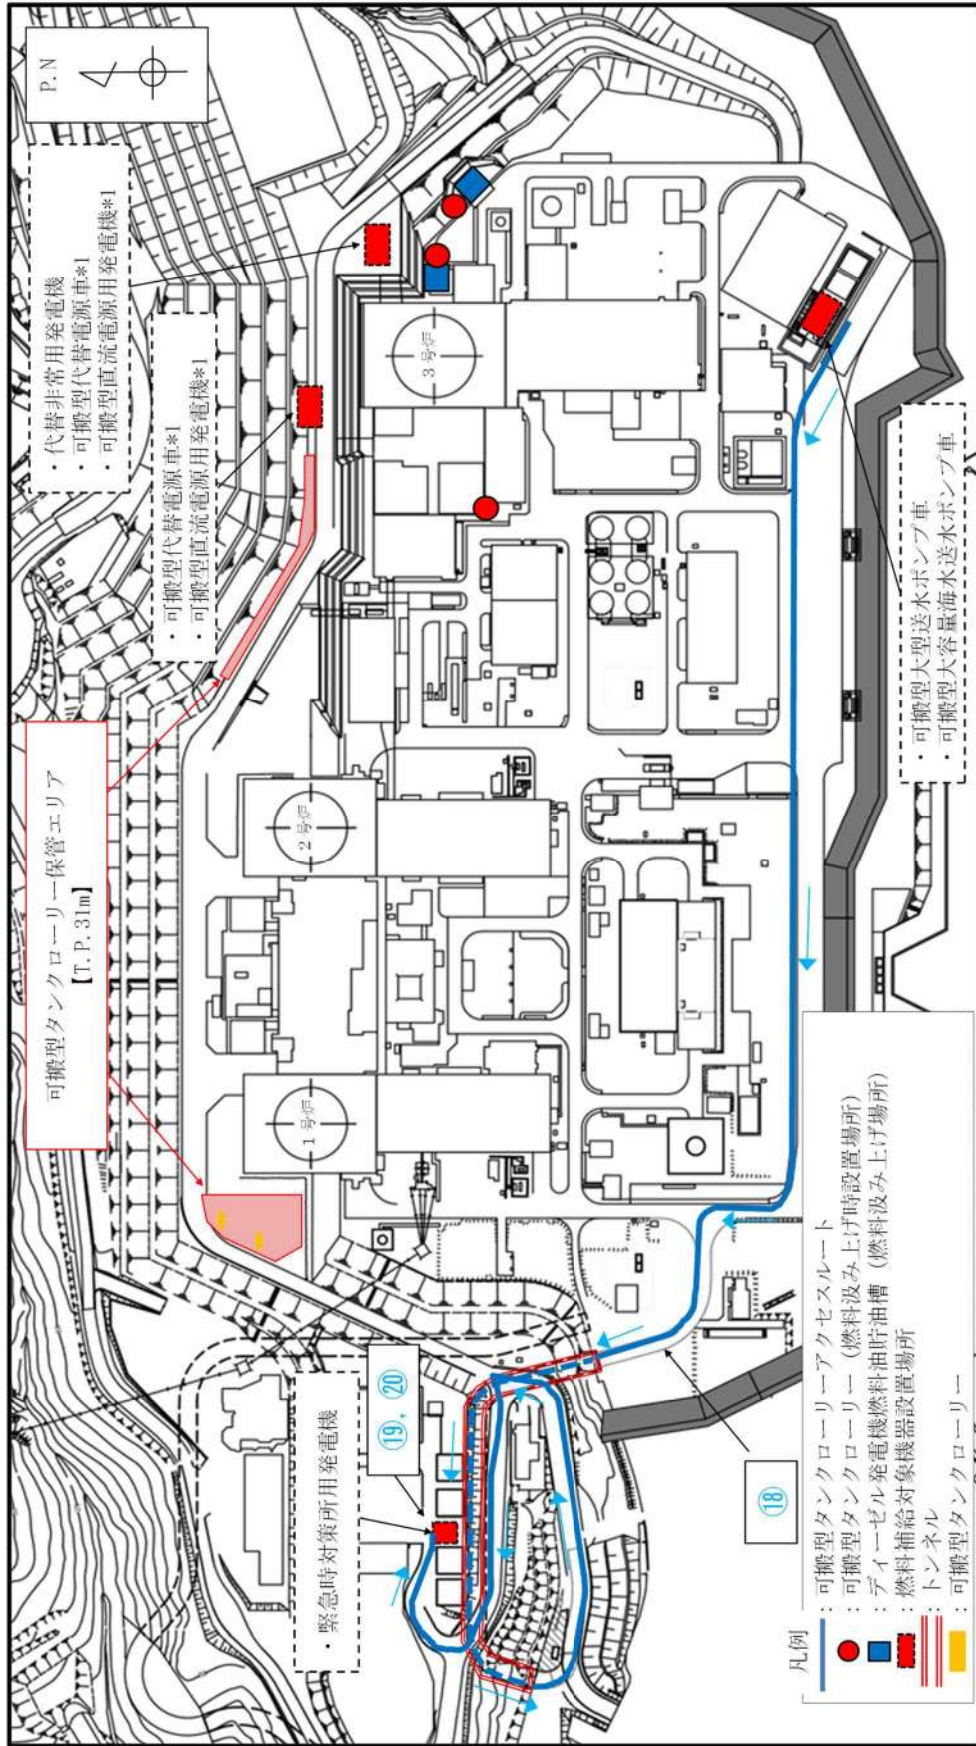 P.N
・代替非常用発電機
・可搬型代替電源車*1
・可搬型直流電源用発電機*1
・可搬型代替電源車*1
・可搬型直流電源用発電機*1
可搬型タンクローリー保管エリア
【T.P.31m】
3号炉
2号炉
1号炉
・緊急時対策所用発電機
⑲, ⑳
⑱
・可搬型大型送水ポンプ車
・可搬型大容量海水送水ポンプ車
凡例
：可搬型タンクローリーアクセスルート
：可搬型タンクローリー（燃料汲み上げ時設置場所）
：ディーゼル発電機燃料油貯油槽（燃料汲み上げ場所）
：燃料補給対象機器設置場所
：トンネル
：可搬型タンクローリー